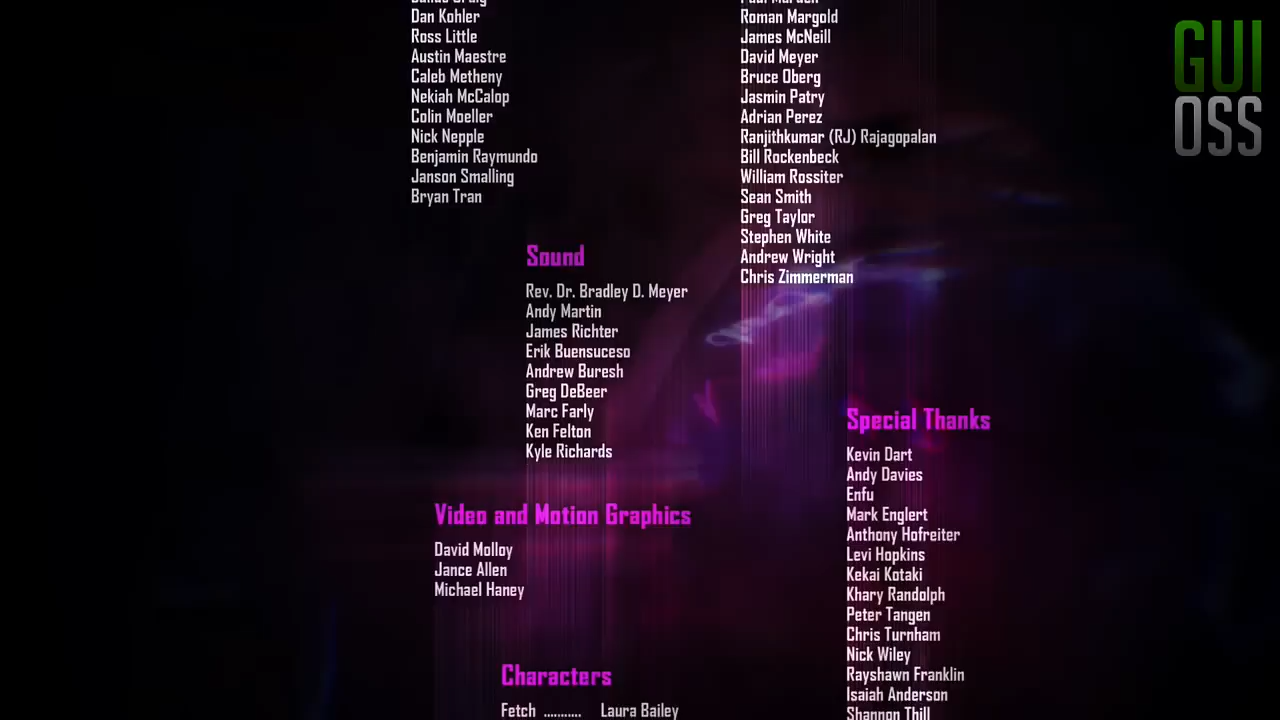 Dan Kohler
Ross Little
Austin Maestre
Caleb Metheny
Nekiah McCalop
Colin Moeller
Nick Nepple
Benjamin Raymundo
Janson Smalling
Bryan Tran
Sound
Rev. Dr. Bradley D. Meyer
Andy Martin
James Richter
Erik Buensuceso
Andrew Buresh
Greg DeBeer
Marc Farly
Ken Felton
Kyle Richards
Video and Motion Graphics
David Molloy
Jance Allen
Michael Haney
Characters
Fetch ........... Laura Bailey
Roman Margold
James McNeill
David Meyer
Bruce Oberg
Jasmin Patry
Adrian Perez
Ranjithkumar (RJ) Rajagopalan
Bill Rockenbeck
William Rossiter
Sean Smith
Greg Taylor
Stephen White
Andrew Wright
Chris Zimmerman
Special Thanks
Kevin Dart
Andy Davies
Enfu
Mark Englert
Anthony Hofreiter
Levi Hopkins
Kekai Kotaki
Khary Randolph
Peter Tangen
Chris Turnham
Nick Wiley
Rayshawn Franklin
Isaiah Anderson
Shannon Thill
GUI
OSS